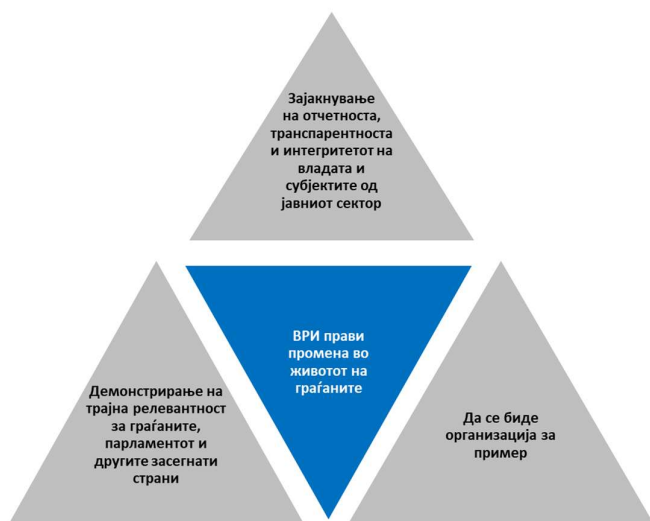 Зајакнување
на отчетноста,
транспарентноста
и интегритетот на
владата и
субјектите од
јавниот сектор
ВРИ прави
промена во
животот на
граѓаните
Демонстрирање на
трајна релевантност
за граѓаните,
парламентот и
другите засегнати
страни
Да се биде
организација за
пример